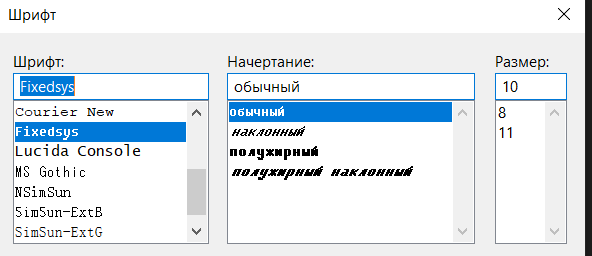 Шрифт
Шрифт:
Fixedsys
Courier New
Fixedsys
Lucida Console
MS Gothic
NSimSun
SimSun-ExtB
SimSun-ExtG
Начертание:
обычный
обычный
наклонный
полужирный
полужирный наклонный
Размер:
10
8
11